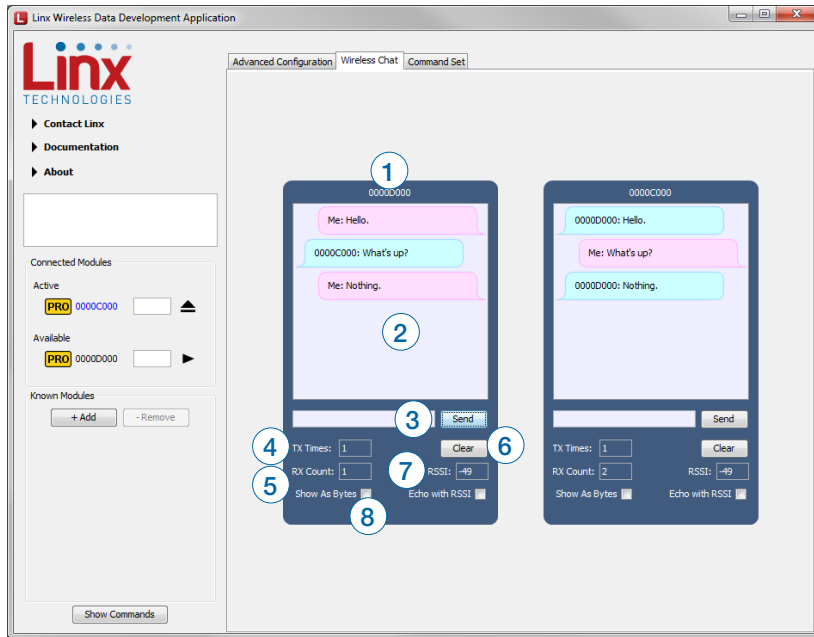 Linx Wireless Data Development Application
Linx
TECHNOLOGIES
Contact Linx
Documentation
About
Connected Modules
Active
PRO 0000C000
Available
PRO 0000D000
Known Modules
+ Add - Remove
Show Commands
Advanced Configuration Wireless Chat Command Set
1
0000D000
Me: Hello.
0000C000: What's up?
Me: Nothing.
2
3 Send
4 TX Times: 1 Clear 6
5 RX Count: 1 7 RSSI: -49
Show As Bytes Echo with RSSI
8
0000C000
0000D000: Hello.
Me: What's up?
0000D000: Nothing.
Send
TX Times: 1 Clear
RX Count: 2 RSSI: -49
Show As Bytes Echo with RSSI